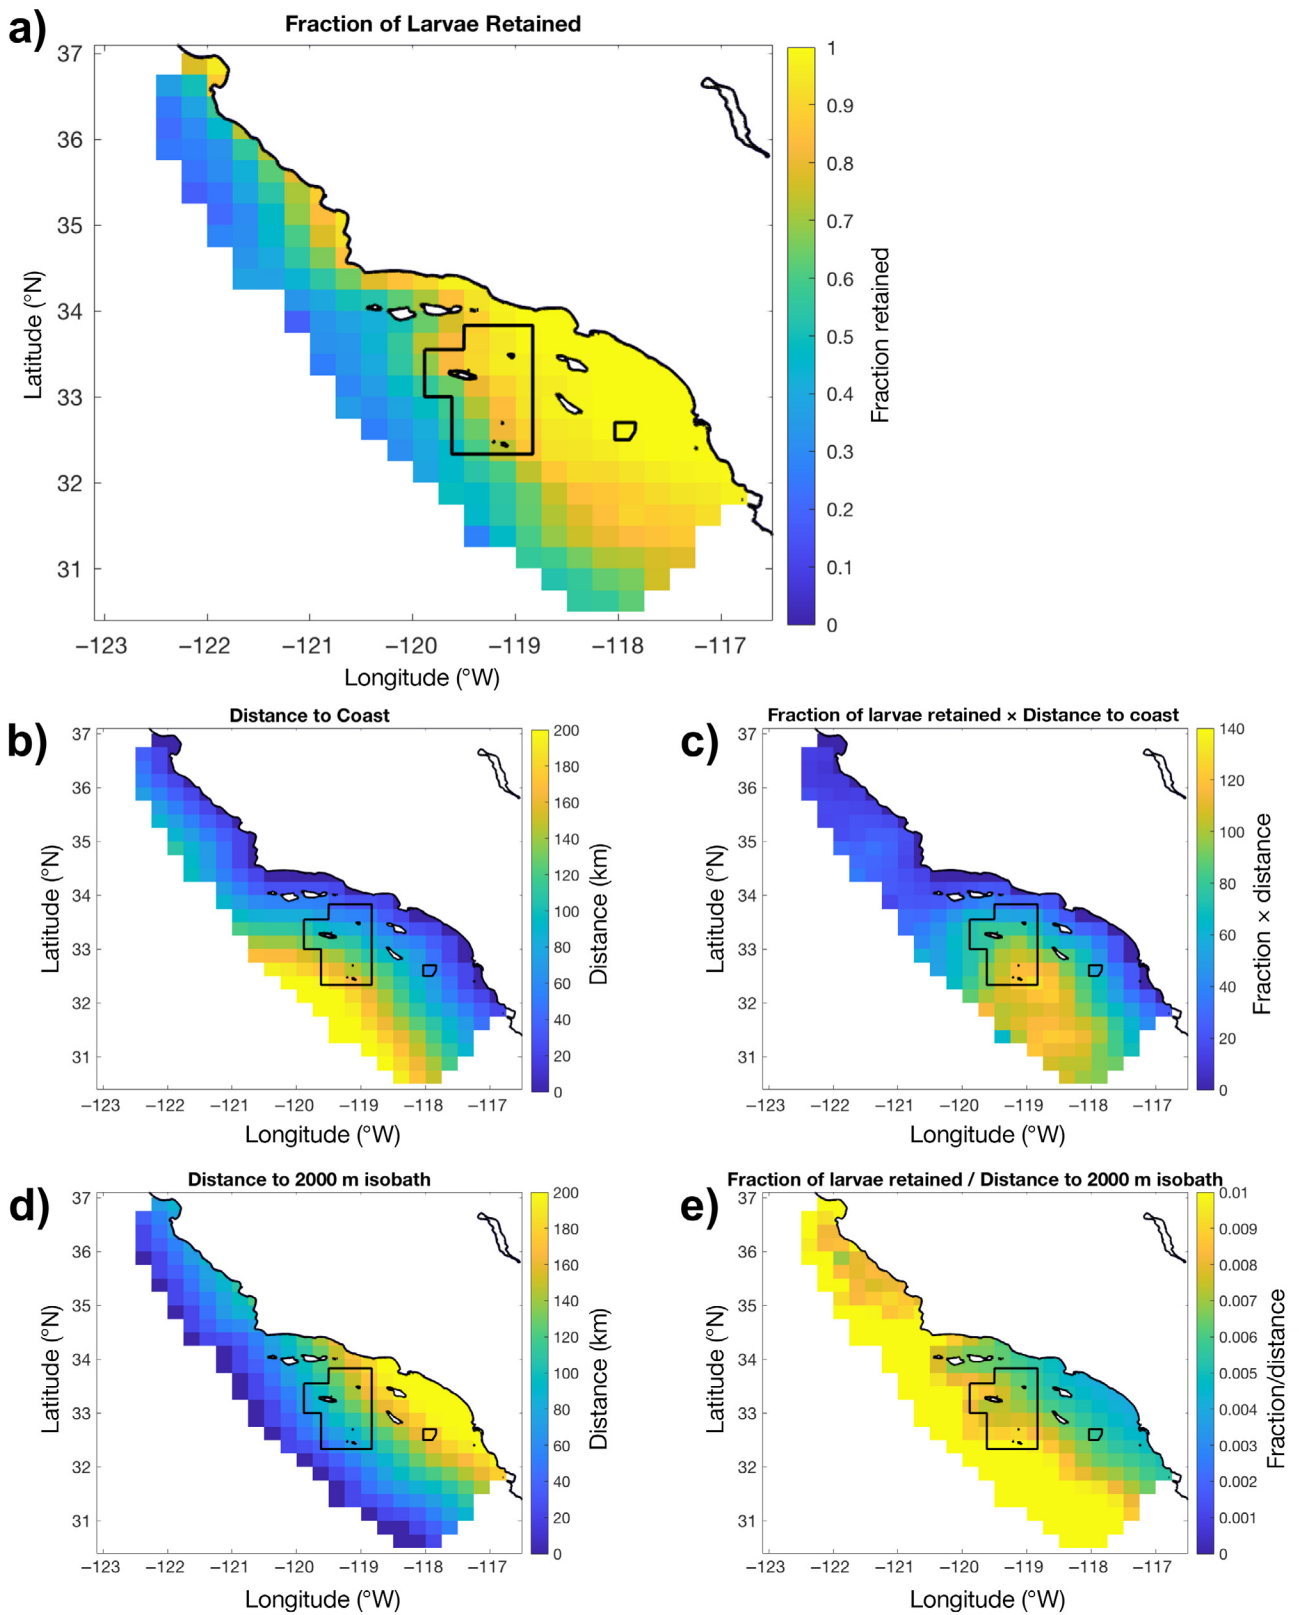 a)
Fraction of Larvae Retained
37
36
35
34
33
32
31
Latitude (°N)
−123 −122 −121 −120 −119 −118 −117
Longitude (°W)
1
0.9
0.8
0.7
0.6
0.5
0.4
0.3
0.2
0.1
0
Fraction retained
b)
Distance to Coast
37
36
35
34
33
32
31
Latitude (°N)
−123 −122 −121 −120 −119 −118 −117
Longitude (°W)
200
180
160
140
120
100
80
60
40
20
0
Distance (km)
c)
Fraction of larvae retained × Distance to coast
37
36
35
34
33
32
31
Latitude (°N)
−123 −122 −121 −120 −119 −118 −117
Longitude (°W)
140
120
100
80
60
40
20
0
Fraction × distance
d)
Distance to 2000 m isobath
37
36
35
34
33
32
31
Latitude (°N)
−123 −122 −121 −120 −119 −118 −117
Longitude (°W)
200
180
160
140
120
100
80
60
40
20
0
Distance (km)
e)
Fraction of larvae retained / Distance to 2000 m isobath
37
36
35
34
33
32
31
Latitude (°N)
−123 −122 −121 −120 −119 −118 −117
Longitude (°W)
0.01
0.009
0.008
0.007
0.006
0.005
0.004
0.003
0.002
0.001
0
Fraction/distance